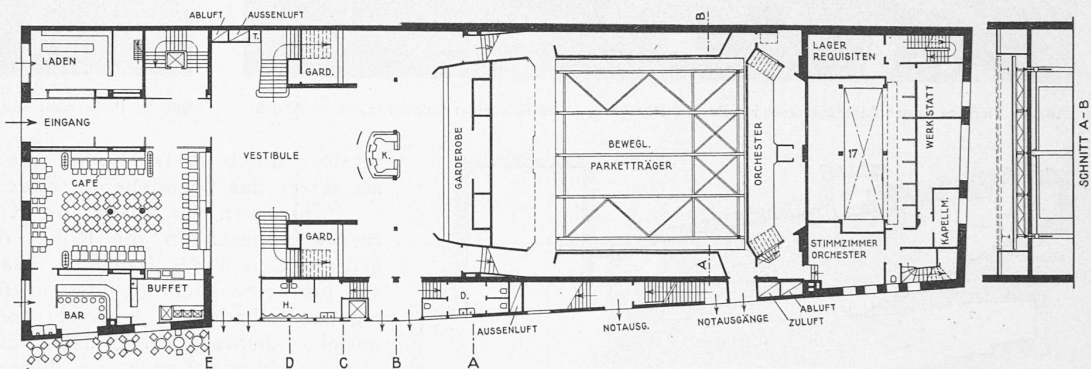 ABLUFT
AUSSENLUFT
T.
LADEN
GARD.
EINGANG
VESTIBULE
K.
GARDEROBE
BEWEGL.
PARKETTTRÄGER
ORCHESTER
B
LAGER
REQUISITEN
17
WERKSTATT
KAPELLM.
STIMMZIMMER
ORCHESTER
SCHNITT A-B
CAFÉ
BUFFET
BAR
GARD.
H.
D.
A
AUSSENLUFT
NOTAUSG.
NOTAUSGÄNGE
ABLUFT
ZULUFT
E
D
C
B
A